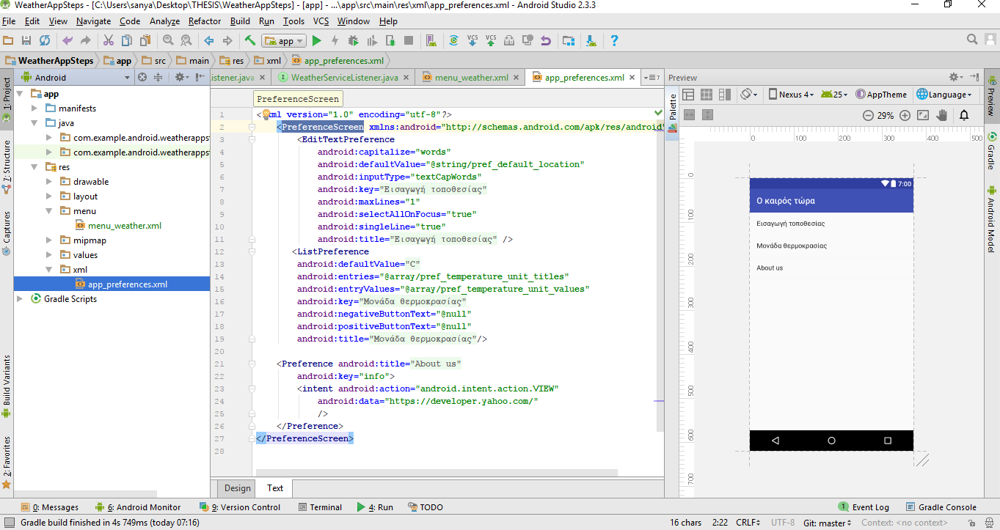 WeatherAppSteps - [C:\Users\sanya\Desktop\THESIS\WeatherAppSteps] - [app] - ...\app\src\main\res\xml\app_preferences.xml - Android Studio 2.3.3
File Edit View Navigate Code Analyze Refactor Build Run Tools VCS Window Help
app VCS VCS
WeatherAppSteps app src main res xml app_preferences.xml
Android
istener.java WeatherServiceListener.java menu_weather.xml app_preferences.xml 7
Preview
1: Project
7: Structure
Captures
Build Variants
2: Favorites
app
manifests
java
com.example.android.weatherapps
com.example.android.weatherapps
res
drawable
layout
menu
menu_weather.xml
mipmap
values
xml
app_preferences.xml
Gradle Scripts
PreferenceScreen
1 <?xml version="1.0" encoding="utf-8"?>
2 <PreferenceScreen xmlns:android="http://schemas.android.com/apk/res/android"
3 <EditTextPreference
4 android:capitalize="words"
5 android:defaultValue="@string/pref_default_location"
6 android:inputType="textCapWords"
7 android:key="Εισαγωγή τοποθεσίας"
8 android:maxLines="1"
9 android:selectAllOnFocus="true"
10 android:singleLine="true"
11 android:title="Εισαγωγή τοποθεσίας" />
12 <ListPreference
13 android:defaultValue="C"
14 android:entries="@array/pref_temperature_unit_titles"
15 android:entryValues="@array/pref_temperature_unit_values"
16 android:key="Μονάδα θερμοκρασίας"
17 android:negativeButtonText="@null"
18 android:positiveButtonText="@null"
19 android:title="Μονάδα θερμοκρασίας"/>
20
21 <Preference android:title="About us"
22 android:key="info">
23 <intent android:action="android.intent.action.VIEW"
24 android:data="https://developer.yahoo.com/"
25 />
26 </Preference>
27 </PreferenceScreen>
28
Design Text
Palette
Nexus 4 25 AppTheme Language
29%
0 100 200 300 400 500
0
100
200
300
400
500
600
700
7:00
Ο καιρός τώρα
Εισαγωγή τοποθεσίας
Μονάδα θερμοκρασίας
About us
Preview
Gradle
Android Model
0: Messages 6: Android Monitor 9: Version Control Terminal 4: Run TODO 1 Event Log Gradle Console
Gradle build finished in 4s 749ms (today 07:16) 16 chars 2:22 CRLF UTF-8 Git: master Context: <no context>